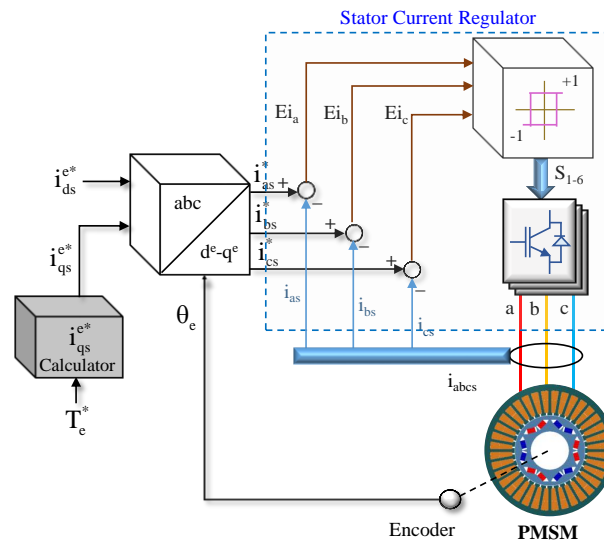 Stator Current Regulator
+1
-1
Ei_a
Ei_b
Ei_c
S_1-6
i_ds^e*
abc
d^e-q^e
i_as^*
+
−
i_bs^*
+
−
i_cs^*
+
−
i_qs^e*
i_as
i_bs
i_cs
a b c
θ_e
i_qs^e*
Calculator
i_abcs
T_e^*
Encoder
PMSM